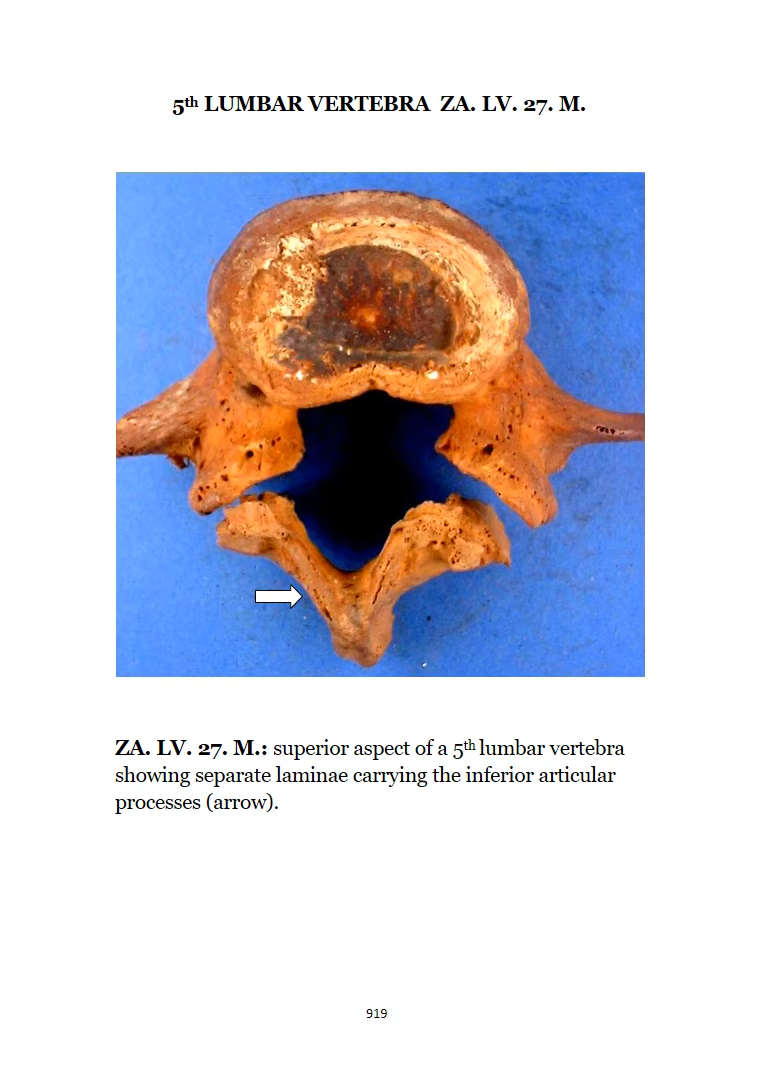 5th LUMBAR VERTEBRA ZA. LV. 27. M.
ZA. LV. 27. M.: superior aspect of a 5th lumbar vertebra
showing separate laminae carrying the inferior articular
processes (arrow).
919